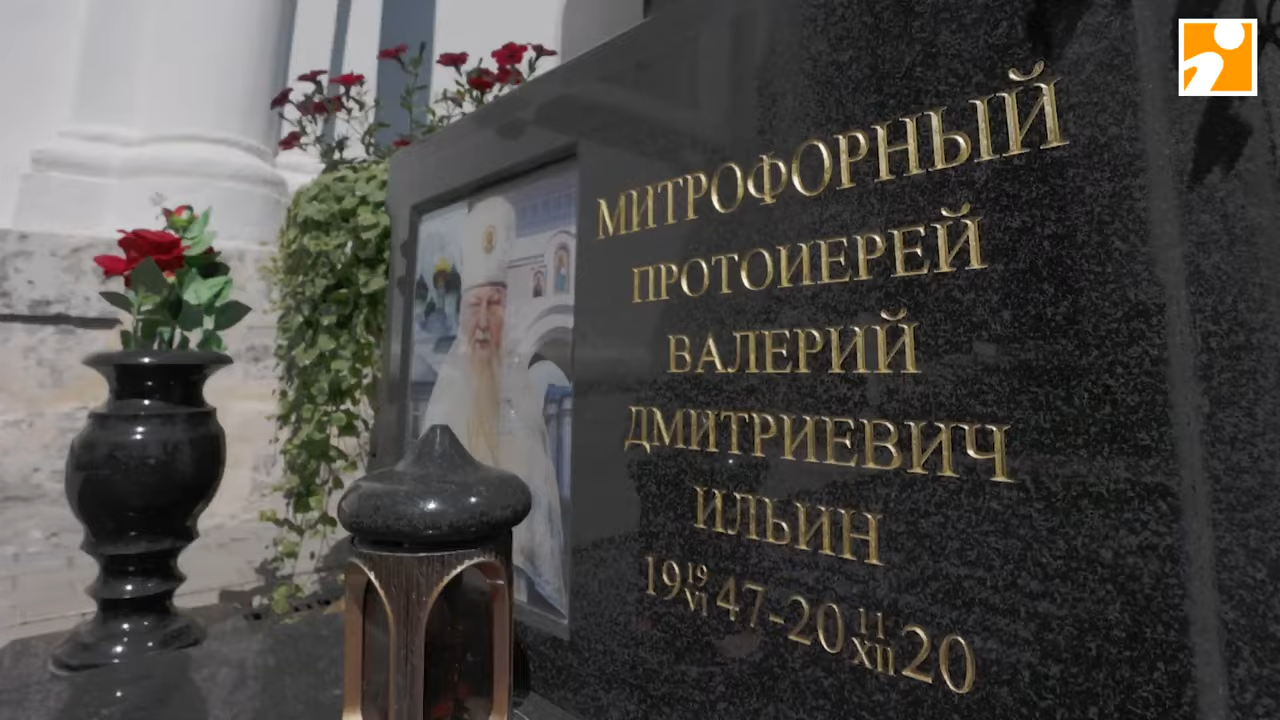 МИТРОФОРНЫЙ
ПРОТОИЕРЕЙ
ВАЛЕРИЙ
ДМИТРИЕВИЧ
ИЛЬИН
19 19 VI 47-20 11 XII 20